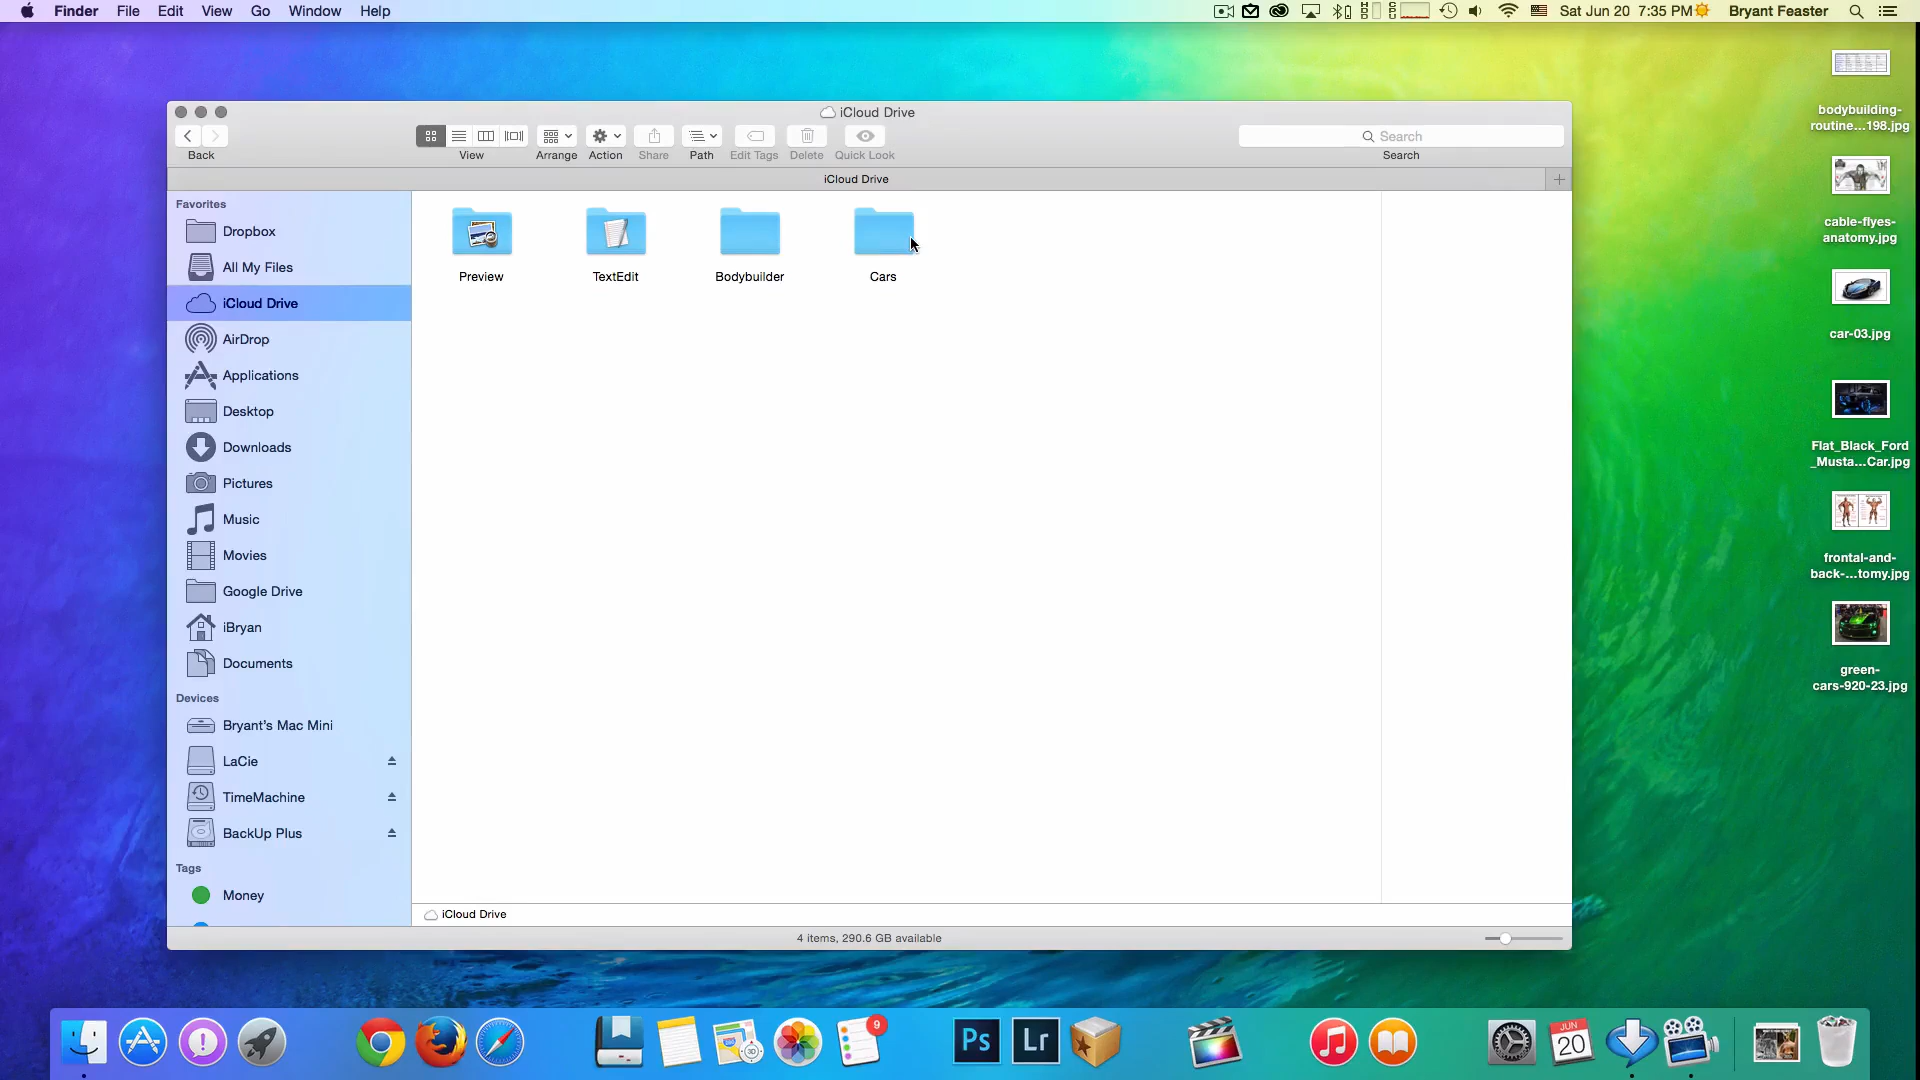 Finder File Edit View Go Window Help
Sat Jun 20 7:35 PM Bryant Feaster
iCloud Drive
Back
View
Arrange
Action
Share
Path
Edit Tags
Delete
Quick Look
Search
Search
iCloud Drive
Favorites
Dropbox
All My Files
iCloud Drive
AirDrop
Applications
Desktop
Downloads
Pictures
Music
Movies
Google Drive
iBryan
Documents
Devices
Bryant's Mac Mini
LaCie
TimeMachine
BackUp Plus
Tags
Money
Preview
TextEdit
Bodybuilder
Cars
iCloud Drive
4 items, 290.6 GB available
bodybuilding-
routine...198.jpg
cable-flyes-
anatomy.jpg
car-03.jpg
Flat_Black_Ford
_Musta...Car.jpg
frontal-and-
back-...tomy.jpg
green-
cars-920-23.jpg
9
Ps
Lr
JUN
20
3D